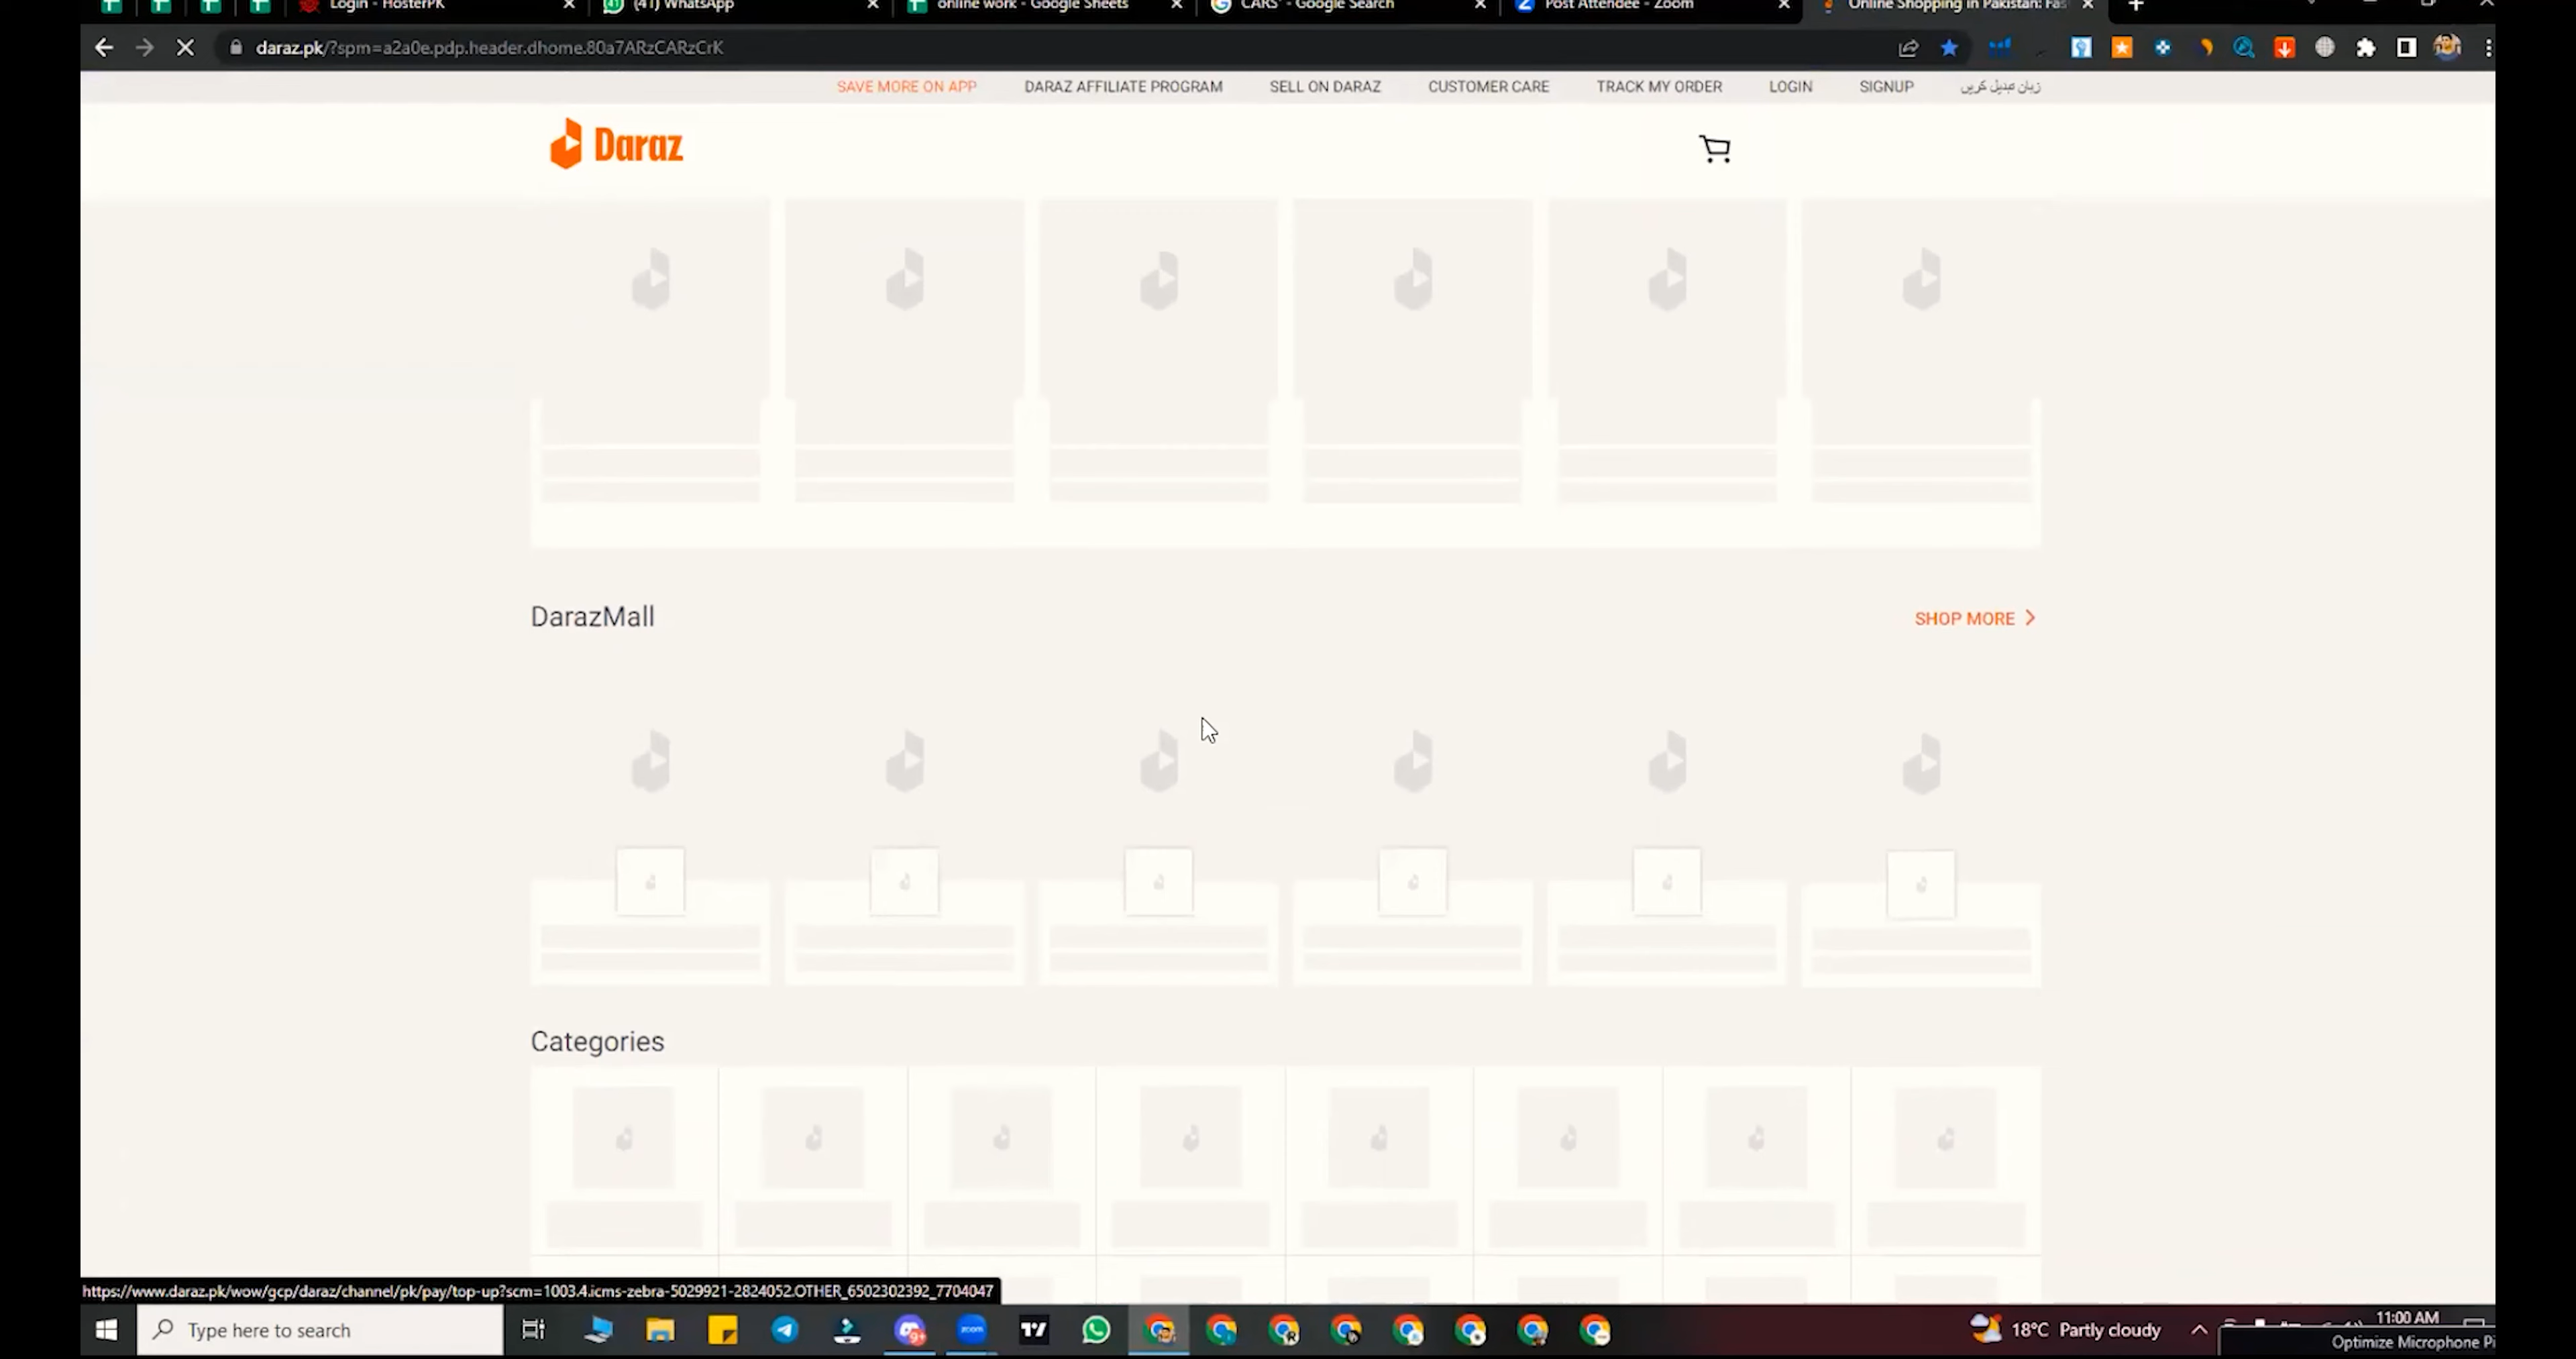 Login - HosterPK
(41) WhatsApp
online work - Google Sheets
CARS' - Google Search
Post Attendee - Zoom
Online Shopping in Pakistan: Fas
daraz.pk/?spm=a2a0e.pdp.header.dhome.80a7ARzCARzCrK
SAVE MORE ON APP
DARAZ AFFILIATE PROGRAM
SELL ON DARAZ
CUSTOMER CARE
TRACK MY ORDER
LOGIN
SIGNUP
زبان تبدیل کریں
Daraz
DarazMall
SHOP MORE
Categories
https://www.daraz.pk/wow/gcp/daraz/channel/pk/pay/top-up?scm=1003.4.icms-zebra-5029921-2824052.OTHER_6502302392_7704047
Type here to search
9+
zoom
18°C Partly cloudy
11:00 AM
Optimize Microphone Pi